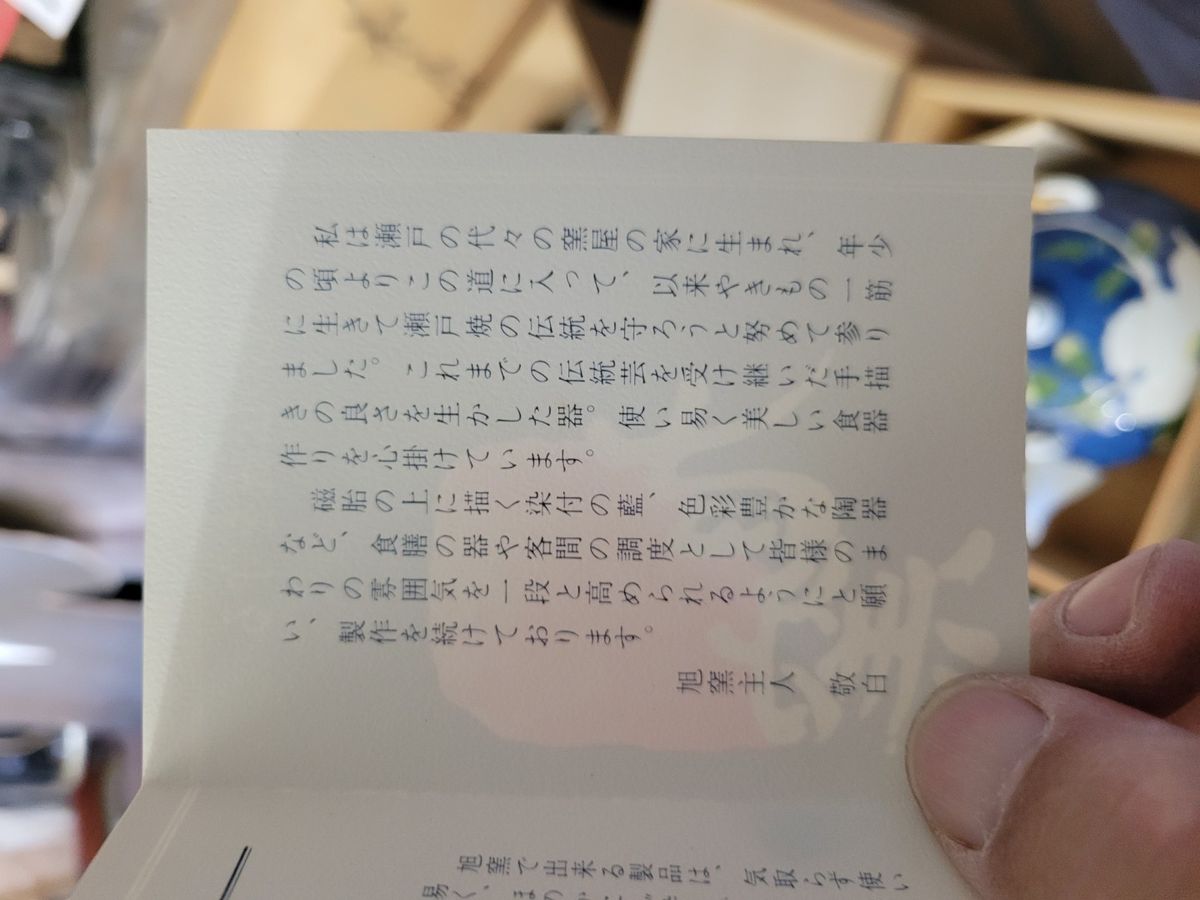 私は瀬戸の代々の窯屋の家に生まれ、年少
の頃よりこの道に入って、以来やきもの一筋
に生きて瀬戸焼の伝統を守ろうと努めて参り
ました。これまでの伝統芸を受け継いだ手描
きの良さを生かした器。使い易く美しい食器
作りを心掛けています。
磁胎の上に描く染付の藍、色彩豊かな陶器
など、食膳の器や客間の調度として皆様のま
わりの雰囲気を一段と高められるようにと願
い、製作を続けております。
旭窯主人 敬白
旭窯で出来る製品は、気取らず使い
易く、